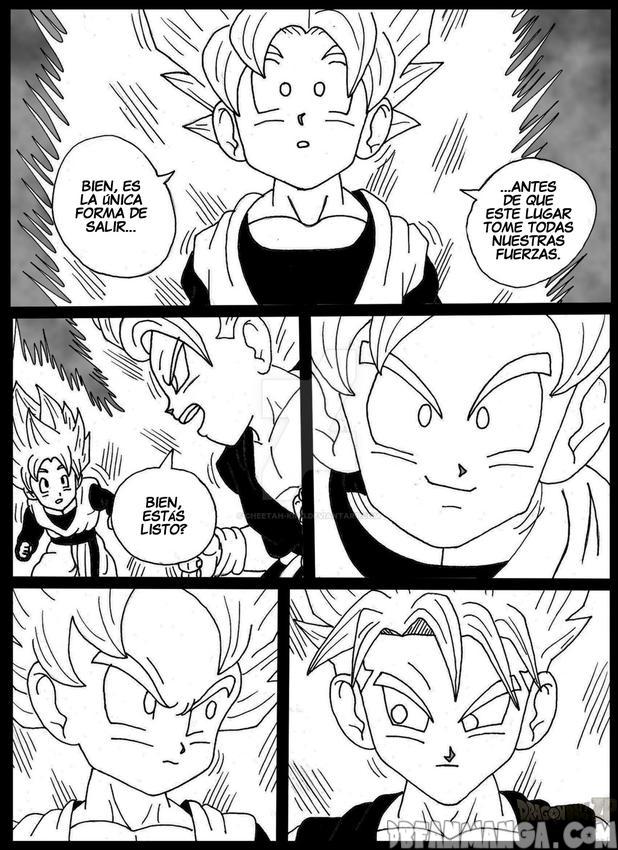 BIEN, ES
LA ÚNICA
FORMA DE
SALIR...
...ANTES
DE QUE
ESTE LUGAR
TOME TODAS
NUESTRAS
FUERZAS.
BIEN,
ESTÁS
LISTO?
DBFANMANGA.COM